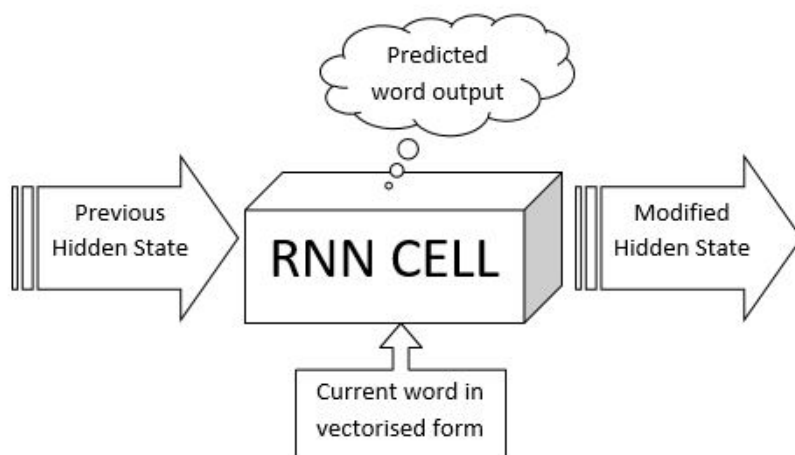 Predicted
word output
Previous
Hidden State
RNN CELL
Modified
Hidden State
Current word in
vectorised form